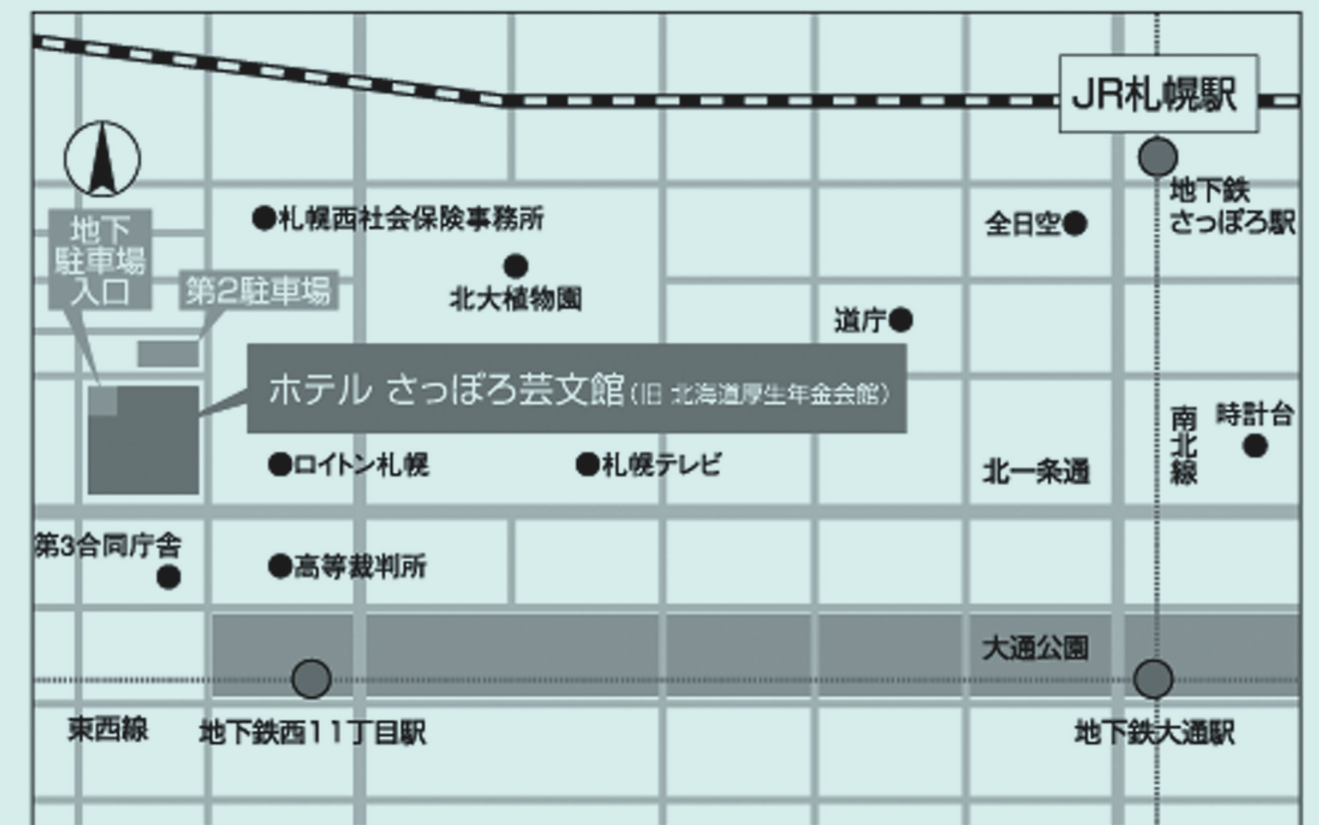 JR札幌駅
地下鉄
さっぽろ駅
地下
駐車場
入口
第2駐車場
札幌西社会保険事務所
北大植物園
全日空
道庁
ホテル さっぽろ芸文館(旧 北海道厚生年金会館)
時計台
南北線
ロイトン札幌
札幌テレビ
北一条通
第3合同庁舎
高等裁判所
大通公園
東西線
地下鉄西11丁目駅
地下鉄大通駅